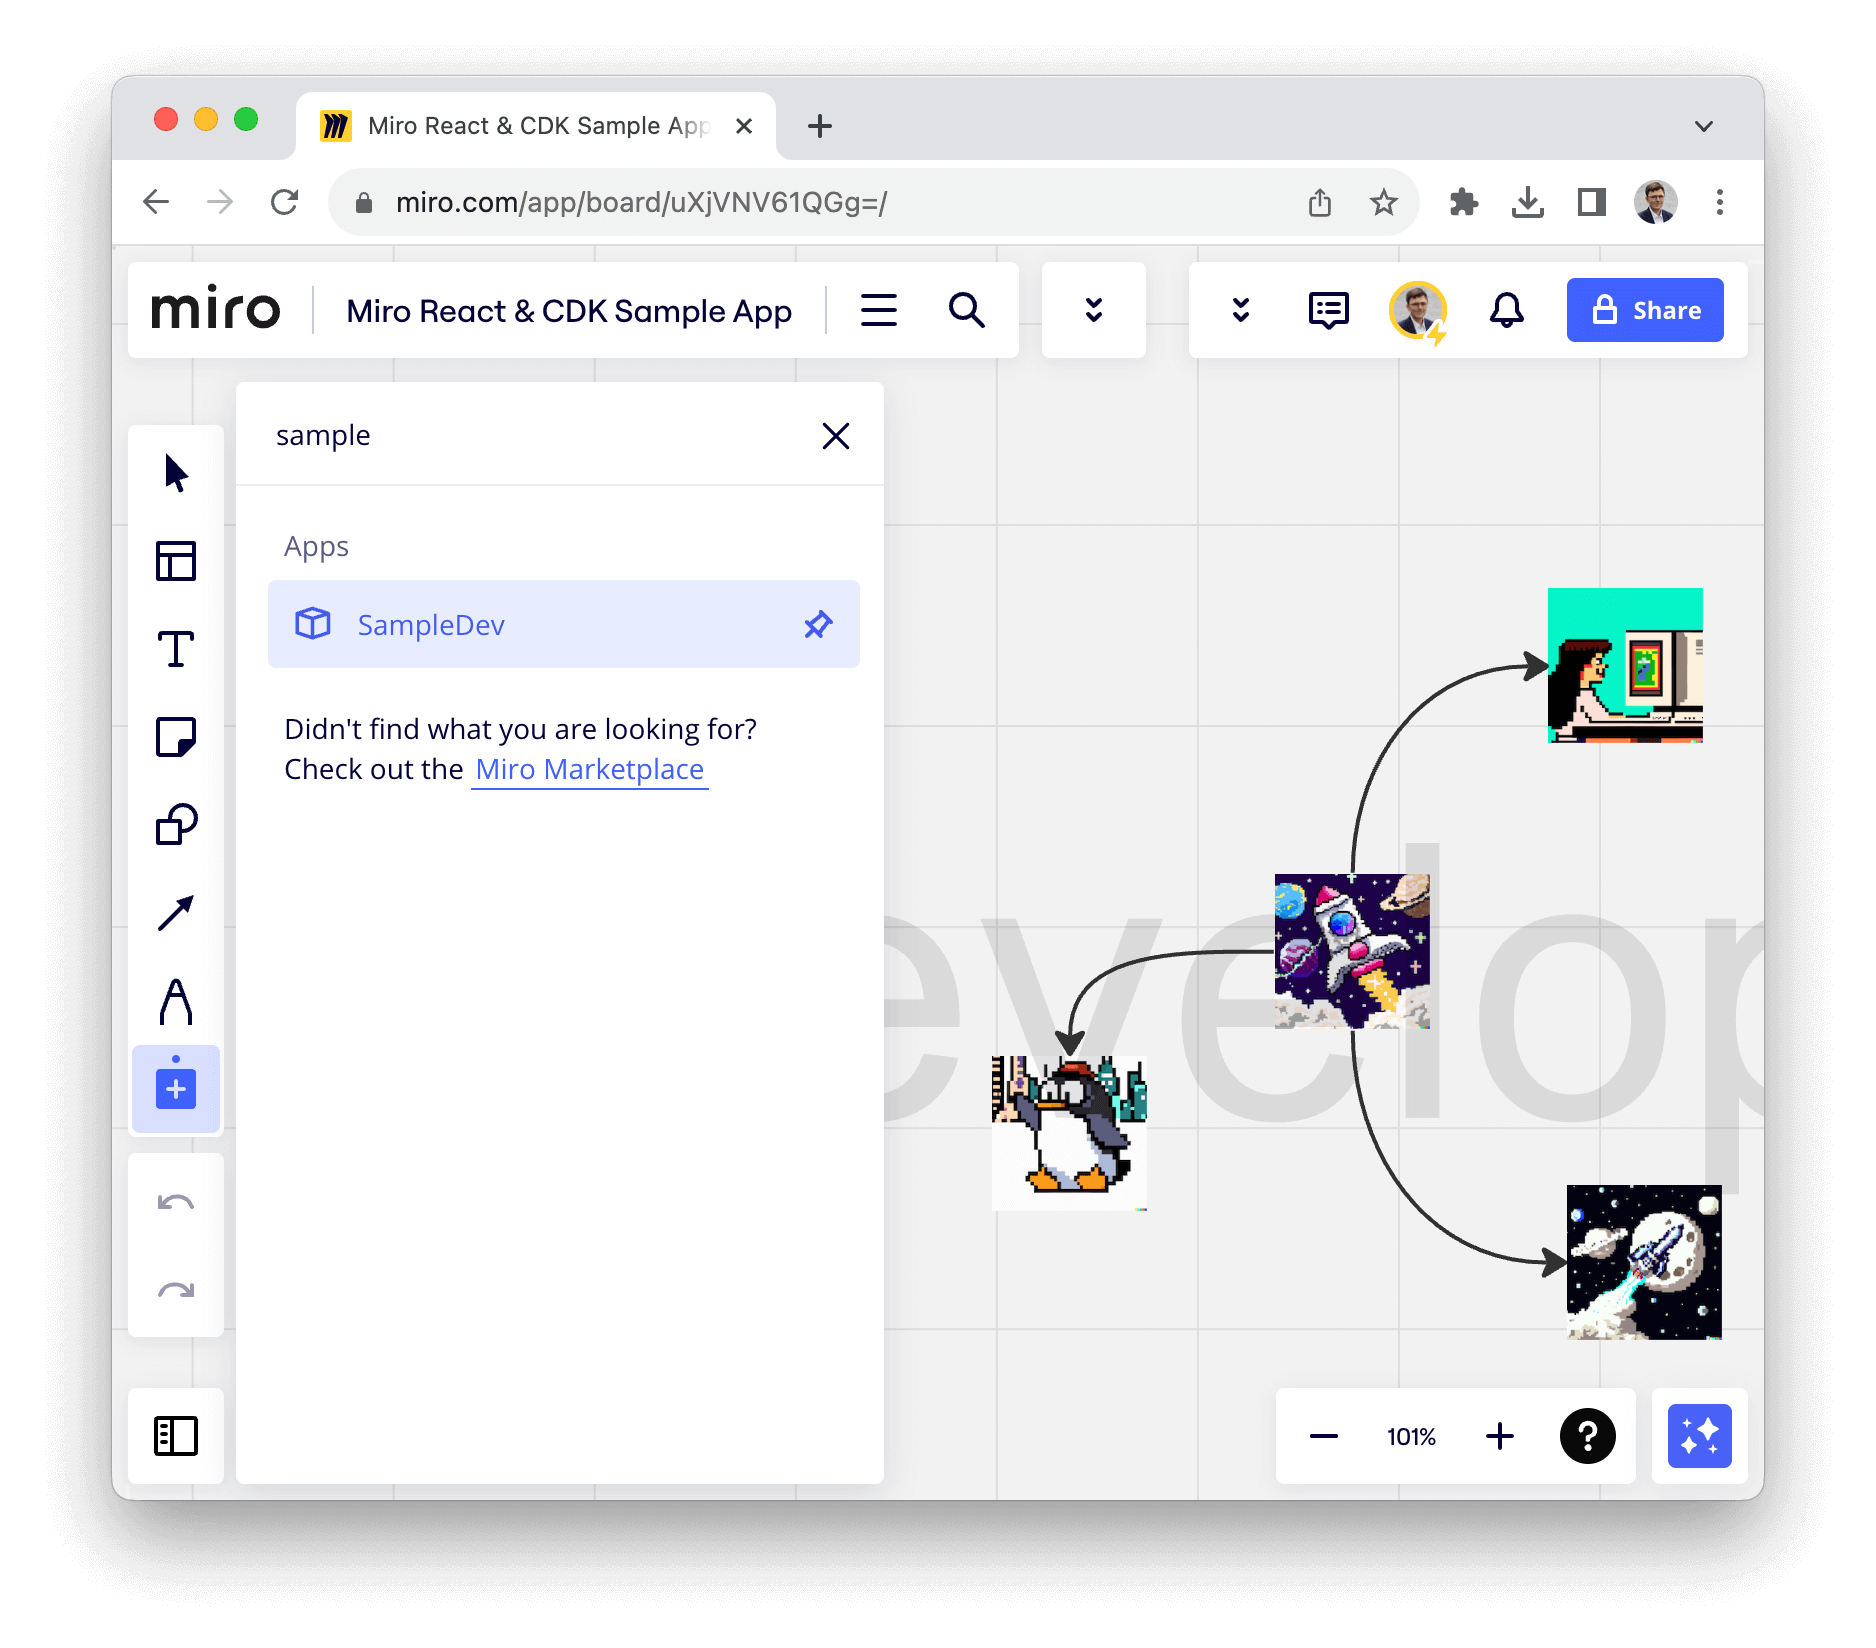 Miro React & CDK Sample App
miro.com/app/board/uXjVNV61QGg=/
miro
Miro React & CDK Sample App
Share
sample
Apps
SampleDev
Didn't find what you are looking for?
Check out the Miro Marketplace
evelop
101%